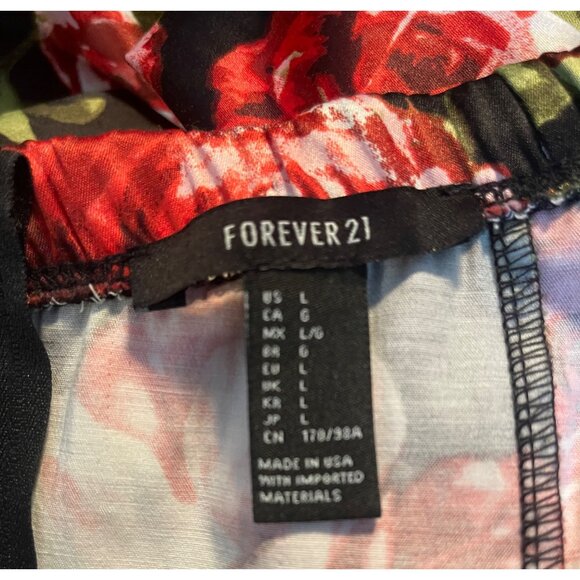 FOREVER 21
US L
CA G
MX L/G
BR G
EU L
UK L
KR L
JP L
CN 170/98A
MADE IN USA
WITH IMPORTED
MATERIALS